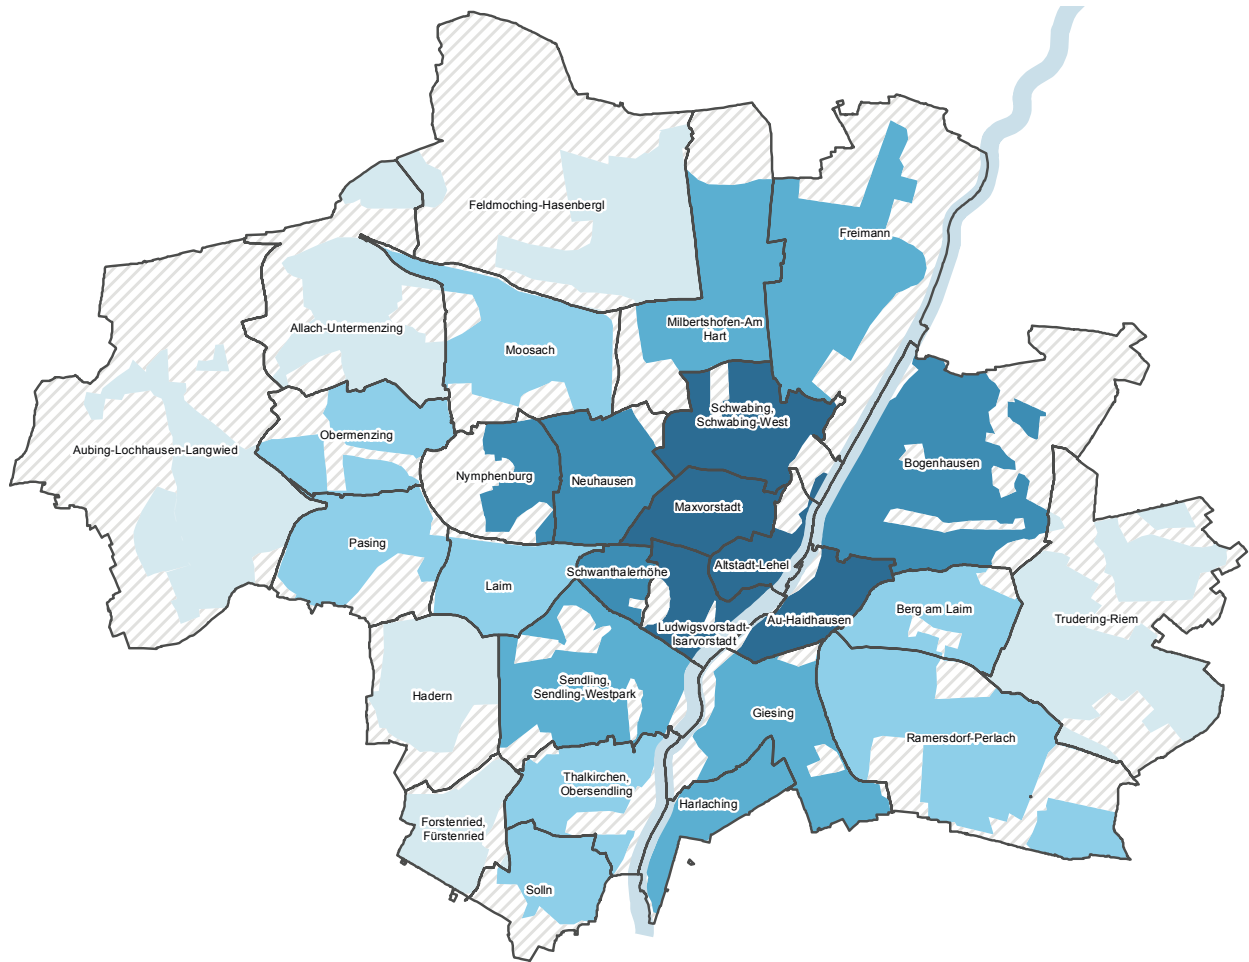 Feldmoching-Hasenbergl
Freimann
Allach-Untermenzing
Milbertshofen-Am
Hart
Moosach
Schwabing,
Schwabing-West
Obermenzing
Aubing-Lochhausen-Langwied
Bogenhausen
Nymphenburg
Neuhausen
Maxvorstadt
Pasing
Altstadt-Lehel
Schwanthalerhöhe
Laim
Berg am Laim
Au-Haidhausen
Trudering-Riem
Ludwigsvorstadt-
Isarvorstadt
Sendling,
Sendling-Westpark
Hadern
Giesing
Ramersdorf-Perlach
Thalkirchen,
Obersendling
Harlaching
Forstenried,
Fürstenried
Solln